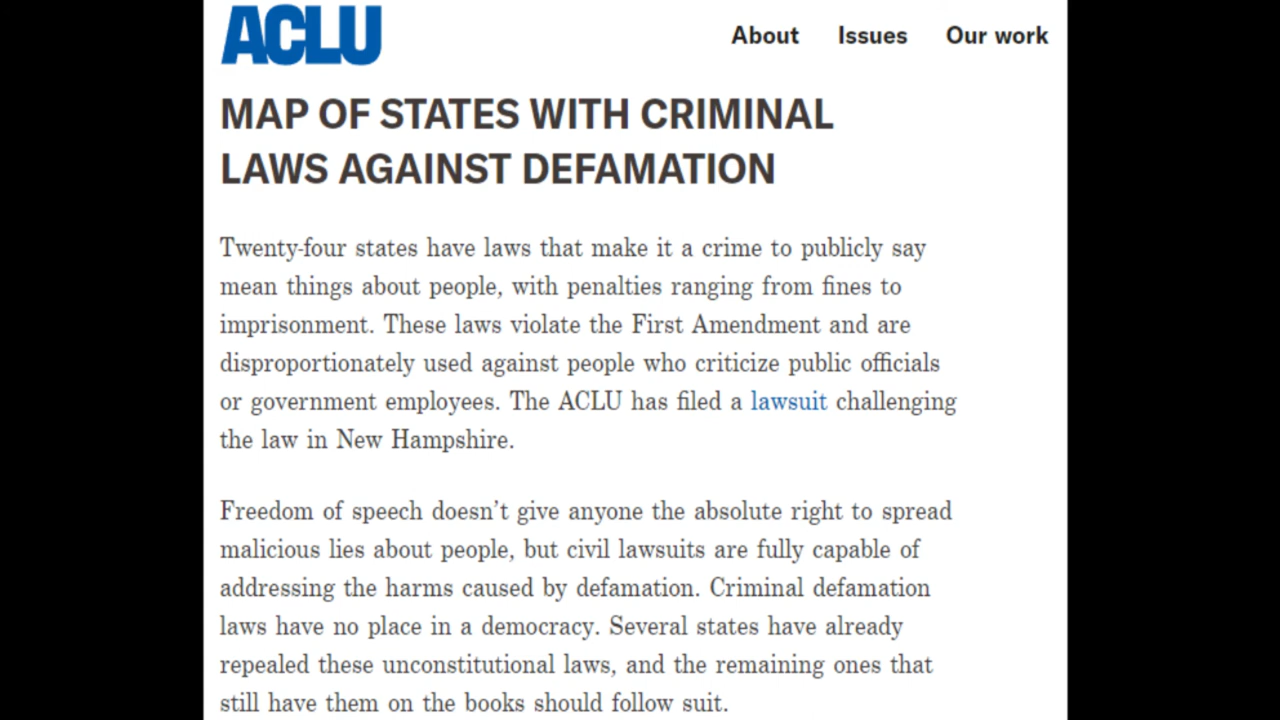 ACLU
About Issues Our work
MAP OF STATES WITH CRIMINAL
LAWS AGAINST DEFAMATION
Twenty-four states have laws that make it a crime to publicly say
mean things about people, with penalties ranging from fines to
imprisonment. These laws violate the First Amendment and are
disproportionately used against people who criticize public officials
or government employees. The ACLU has filed a lawsuit challenging
the law in New Hampshire.
Freedom of speech doesn’t give anyone the absolute right to spread
malicious lies about people, but civil lawsuits are fully capable of
addressing the harms caused by defamation. Criminal defamation
laws have no place in a democracy. Several states have already
repealed these unconstitutional laws, and the remaining ones that
still have them on the books should follow suit.